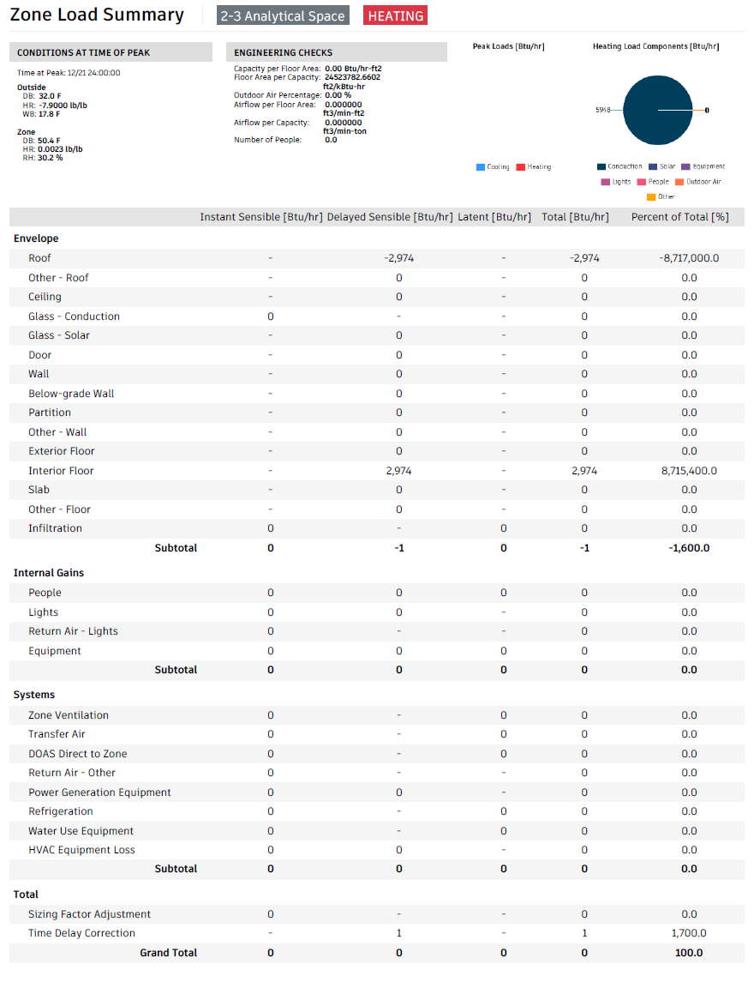 Zone Load Summary 2-3 Analytical Space HEATING
CONDITIONS AT TIME OF PEAK
Time at Peak: 12/21 24:00:00
Outside
DB: 32.0 F
HR: -7.9000 lb/lb
WB: 17.8 F
Zone
DB: 50.4 F
HR: 0.0023 lb/lb
RH: 30.2 %
ENGINEERING CHECKS
Capacity per Floor Area: 0.00 Btu/hr-ft2
Floor Area per Capacity: 24523782.6602
ft2/kBtu-hr
Outdoor Air Percentage: 0.00 %
Airflow per Floor Area: 0.000000
ft3/min-ft2
Airflow per Capacity: 0.000000
ft3/min-ton
Number of People: 0.0
Peak Loads [Btu/hr]
Cooling Heating
Heating Load Components [Btu/hr]
5948 0
Conduction Solar Equipment
Lights People Outdoor Air
Other
Instant Sensible [Btu/hr] Delayed Sensible [Btu/hr] Latent [Btu/hr] Total [Btu/hr] Percent of Total [%]
Envelope
Roof - -2,974 - -2,974 -8,717,000.0
Other - Roof - 0 - 0 0.0
Ceiling - 0 - 0 0.0
Glass - Conduction 0 - - 0 0.0
Glass - Solar - 0 - 0 0.0
Door - 0 - 0 0.0
Wall - 0 - 0 0.0
Below-grade Wall - 0 - 0 0.0
Partition - 0 - 0 0.0
Other - Wall - 0 - 0 0.0
Exterior Floor - 0 - 0 0.0
Interior Floor - 2,974 - 2,974 8,715,400.0
Slab - 0 - 0 0.0
Other - Floor - 0 - 0 0.0
Infiltration 0 - 0 0 0.0
Subtotal 0 -1 0 -1 -1,600.0
Internal Gains
People 0 0 0 0 0.0
Lights 0 0 - 0 0.0
Return Air - Lights 0 - - 0 0.0
Equipment 0 0 0 0 0.0
Subtotal 0 0 0 0 0.0
Systems
Zone Ventilation 0 - 0 0 0.0
Transfer Air 0 - 0 0 0.0
DOAS Direct to Zone 0 - 0 0 0.0
Return Air - Other 0 - - 0 0.0
Power Generation Equipment 0 0 - 0 0.0
Refrigeration 0 - 0 0 0.0
Water Use Equipment 0 - 0 0 0.0
HVAC Equipment Loss 0 0 - 0 0.0
Subtotal 0 0 0 0 0.0
Total
Sizing Factor Adjustment 0 - - 0 0.0
Time Delay Correction - 1 - 1 1,700.0
Grand Total 0 0 0 0 100.0